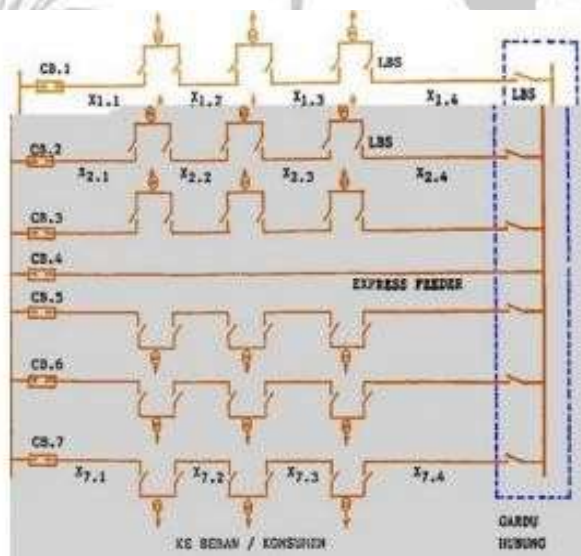 CB.1
LBS
X1.1 X1.2 X1.3 X1.4 LBS
CB.2
LBS
X2.1 X2.2 X2.3 X2.4
CB.3
CB.4
EXPRESS FEEDER
CB.5
CB.6
CB.7
X7.1 X7.2 X7.3 X7.4
KE BEBAN / KONSUMEN
GARDU
HUBUNG